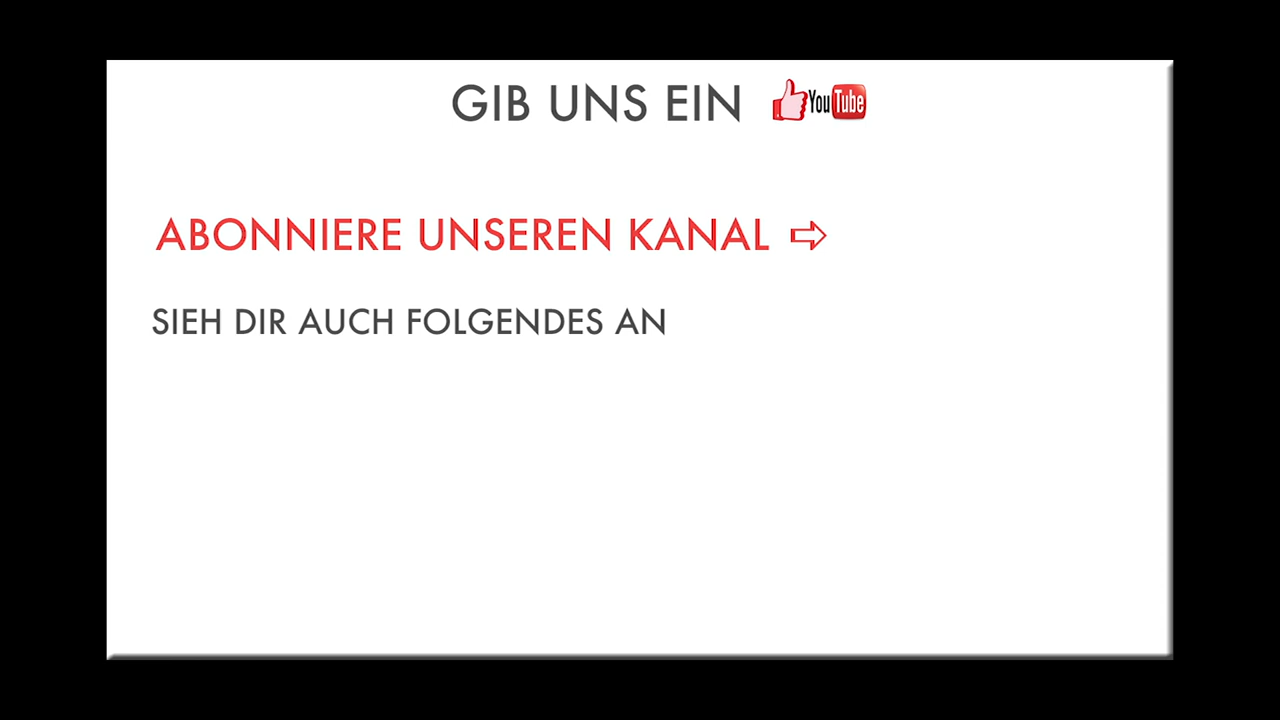 GIB UNS EIN YouTube
ABONNIERE UNSEREN KANAL ⇨
SIEH DIR AUCH FOLGENDES AN